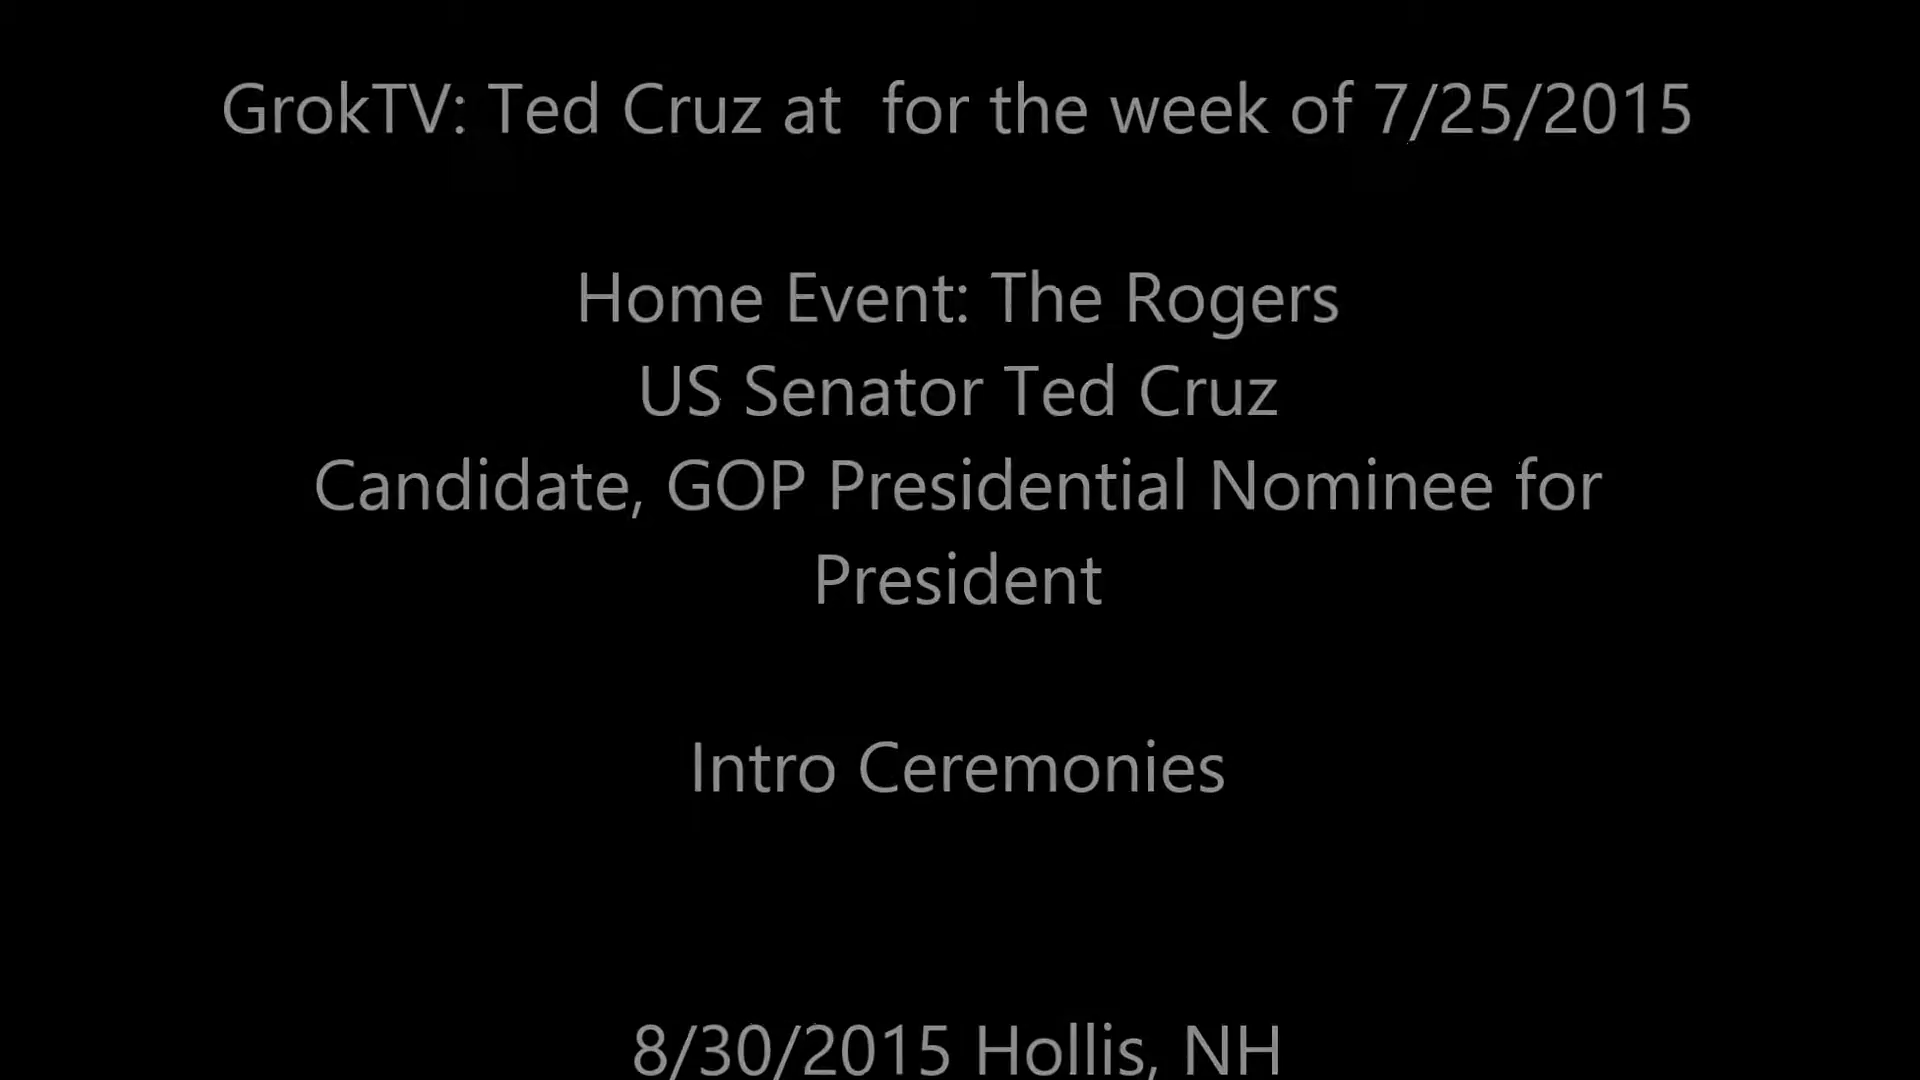 GrokTV: Ted Cruz at  for the week of 7/25/2015
Home Event: The Rogers
US Senator Ted Cruz
Candidate, GOP Presidential Nominee for
President
Intro Ceremonies
8/30/2015 Hollis, NH